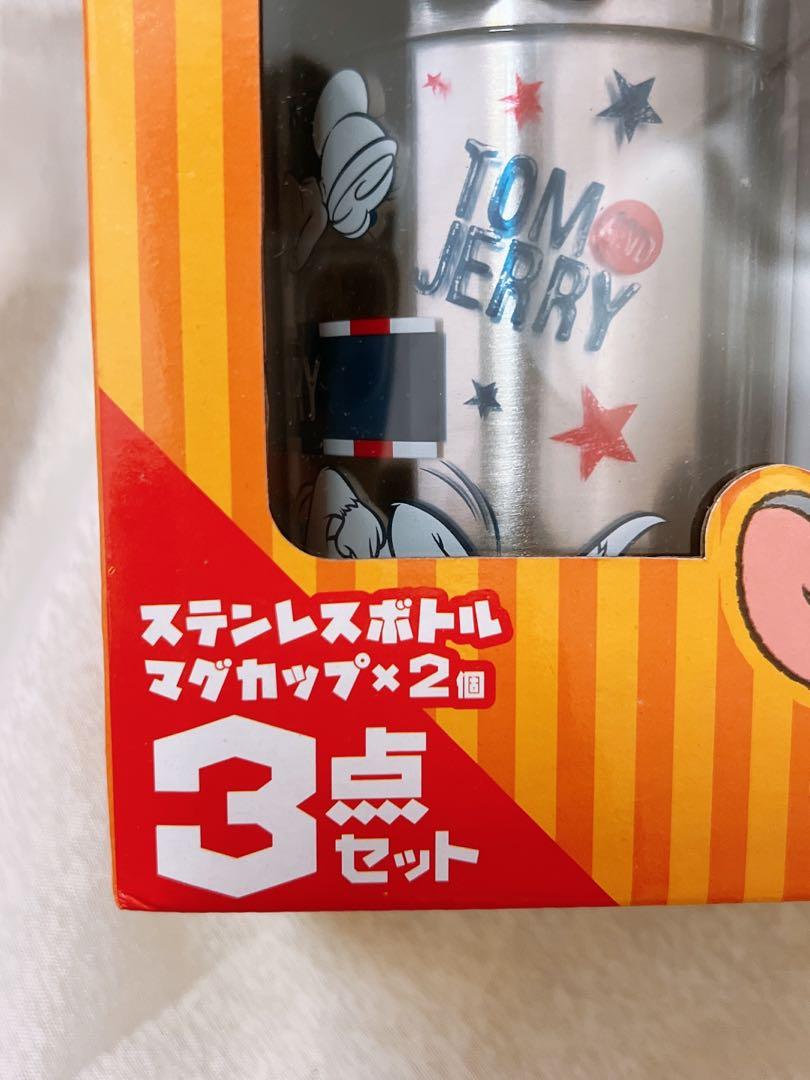 TOM AND
JERRY
Y
ステンレスボトル
マグカップ×2個
3点
セット